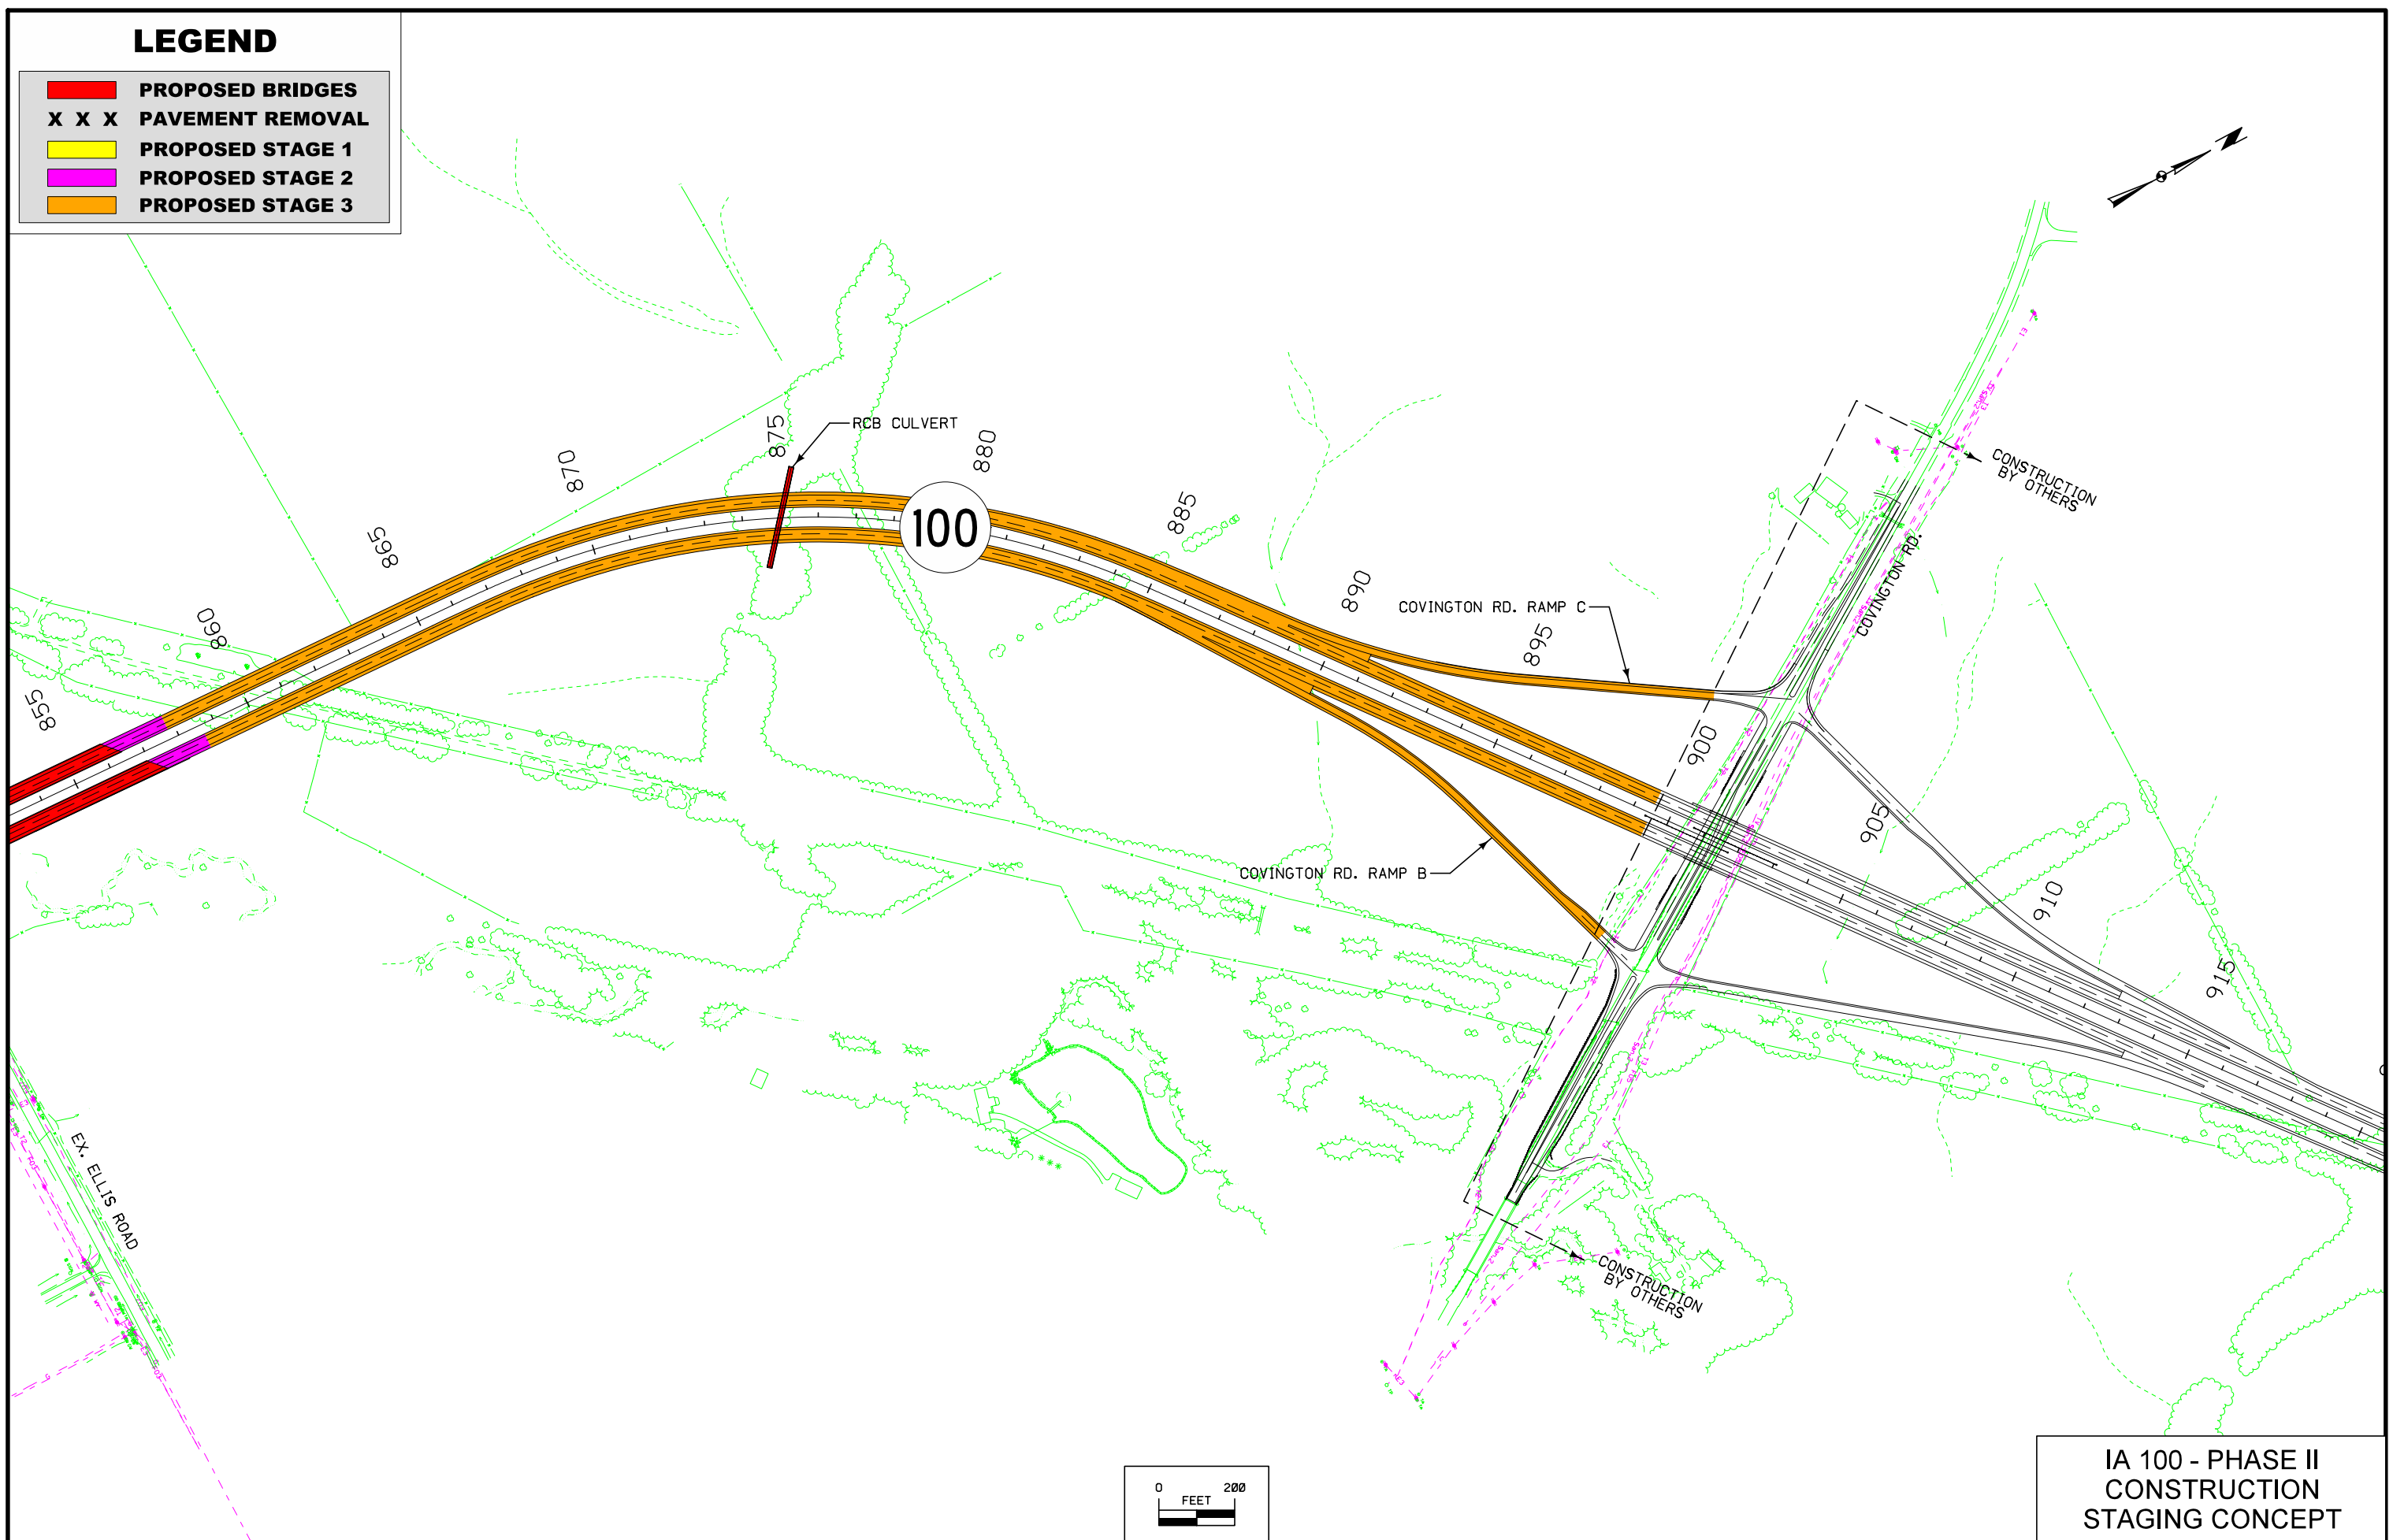 LEGEND
PROPOSED BRIDGES
X X X PAVEMENT REMOVAL
PROPOSED STAGE 1
PROPOSED STAGE 2
PROPOSED STAGE 3
N
CONSTRUCTION
BY OTHERS
875
RCB CULVERT
880
870
885
865
100
890
COVINGTON RD. RAMP C
895
COVINGTON RD.
860
855
900
905
COVINGTON RD. RAMP B
910
915
EX. ELLIS ROAD
CONSTRUCTION
BY OTHERS
0 200
FEET
IA 100 - PHASE II
CONSTRUCTION
STAGING CONCEPT